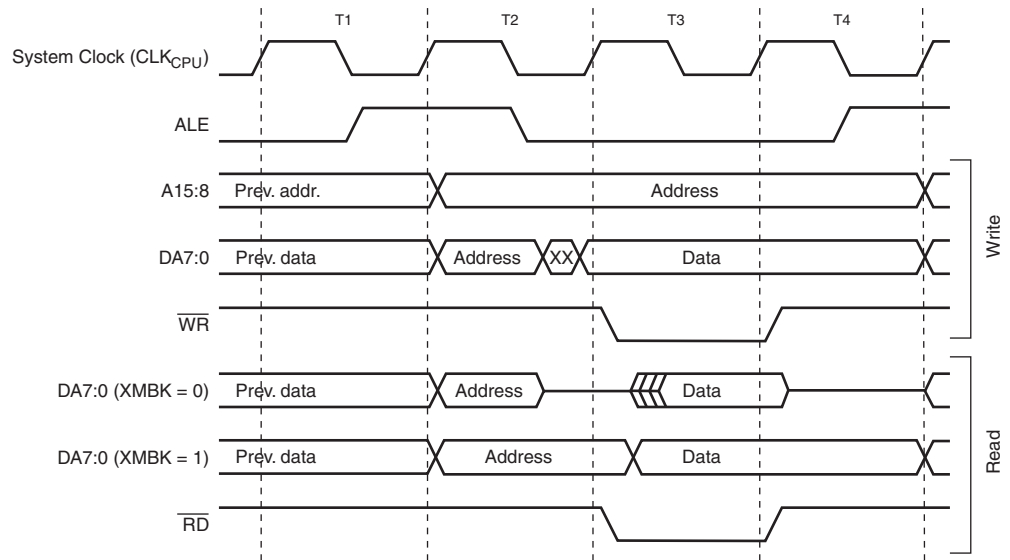 T1 T2 T3 T4
System Clock (CLKCPU)
ALE
A15:8 Prev. addr. Address
DA7:0 Prev. data Address XX Data
WR
Write
DA7:0 (XMBK = 0) Prev. data Address Data
DA7:0 (XMBK = 1) Prev. data Address Data
RD
Read